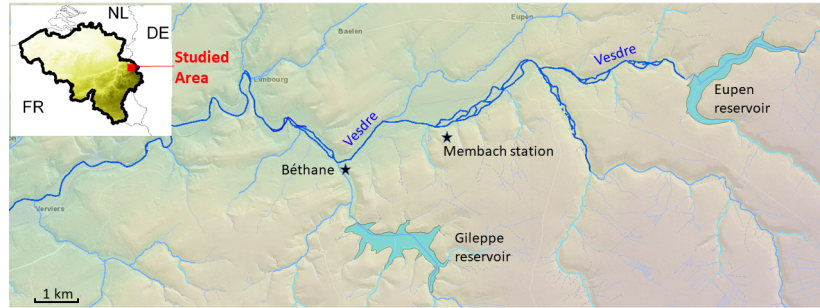 NL
DE
Studied
Area
FR
Eupen
Baelen
Limbourg
Vesdre
Vesdre
Eupen
reservoir
Membach station
Béthane
Verviers
Gileppe
reservoir
1 km